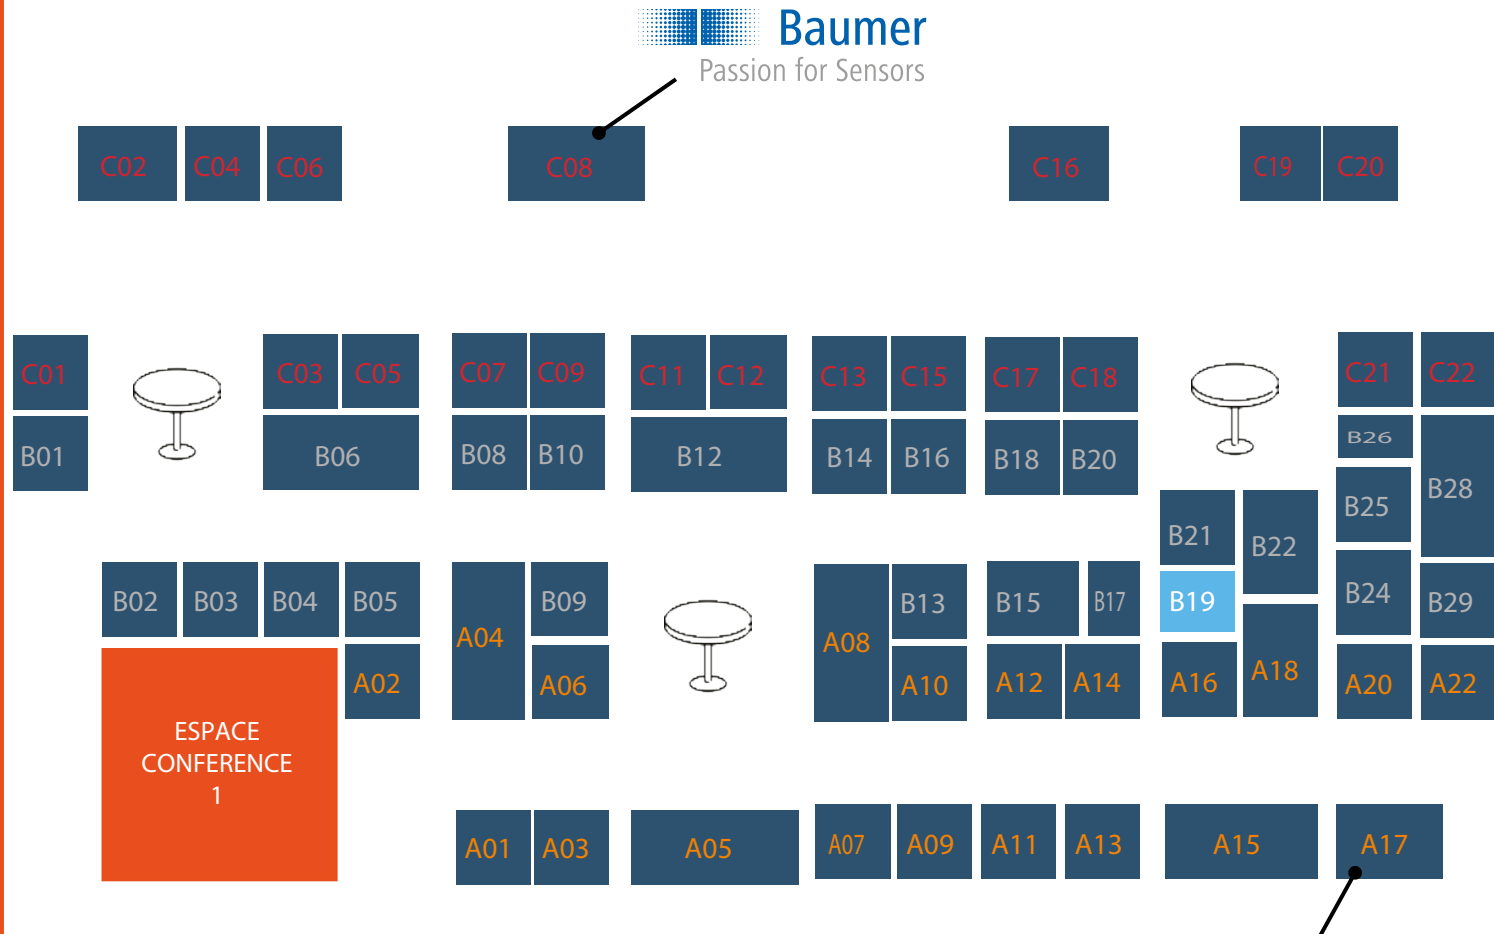 Baumer
Passion for Sensors
C02 C04 C06 C08 C16 C19 C20
C01 C03 C05 C07 C09 C11 C12 C13 C15 C17 C18 C21 C22
B01 B06 B08 B10 B12 B14 B16 B18 B20 B26
B28
B25
B21 B22
B02 B03 B04 B05 B09 B13 B15 B17 B19 B24 B29
A04 A08
A02 A06 A10 A12 A14 A16 A18 A20 A22
ESPACE
CONFERENCE
1
A01 A03 A05 A07 A09 A11 A13 A15 A17